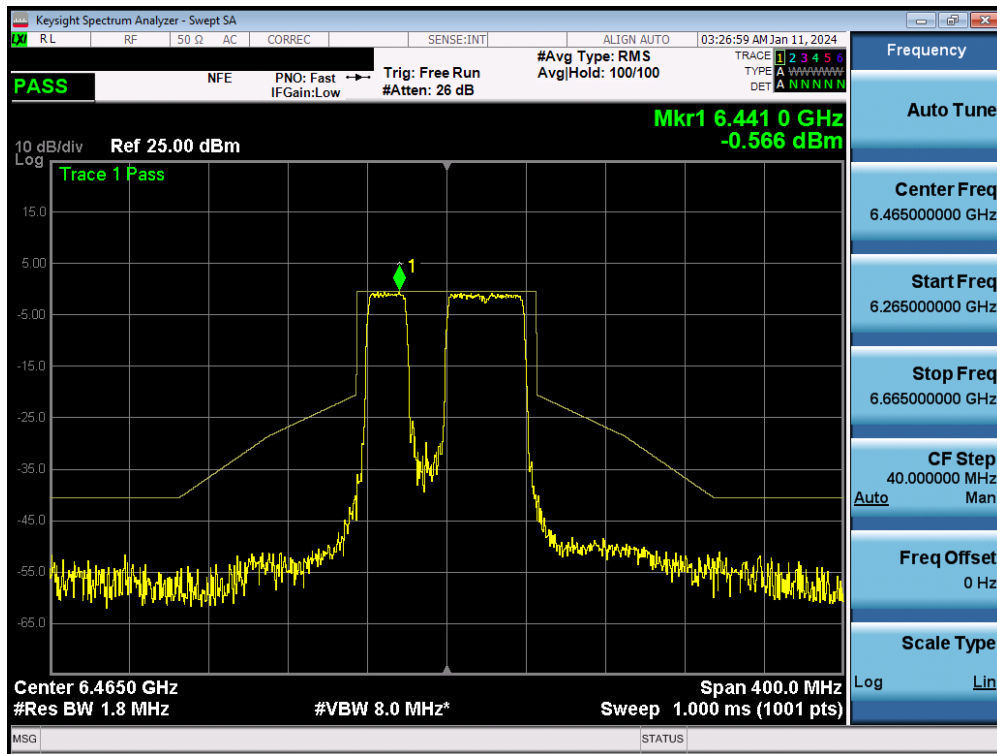 Keysight Spectrum Analyzer - Swept SA
LXI RL RF 50 Ω AC CORREC SENSE:INT ALIGN AUTO 03:26:59 AM Jan 11, 2024
PASS
NFE
PNO: Fast
IFGain:Low
Trig: Free Run
#Atten: 26 dB
#Avg Type: RMS
Avg|Hold: 100/100
TRACE 1 2 3 4 5 6
TYPE A WWWWW
DET A N N N N N
Mkr1 6.441 0 GHz
-0.566 dBm
10 dB/div Ref 25.00 dBm
Log
Trace 1 Pass
1
15.0
5.00
-5.00
-15.0
-25.0
-35.0
-45.0
-55.0
-65.0
Center 6.4650 GHz Span 400.0 MHz
#Res BW 1.8 MHz #VBW 8.0 MHz* Sweep 1.000 ms (1001 pts)
MSG STATUS
Frequency
Auto Tune
Center Freq
6.465000000 GHz
Start Freq
6.265000000 GHz
Stop Freq
6.665000000 GHz
CF Step
40.000000 MHz
Auto Man
Freq Offset
0 Hz
Scale Type
Log Lin